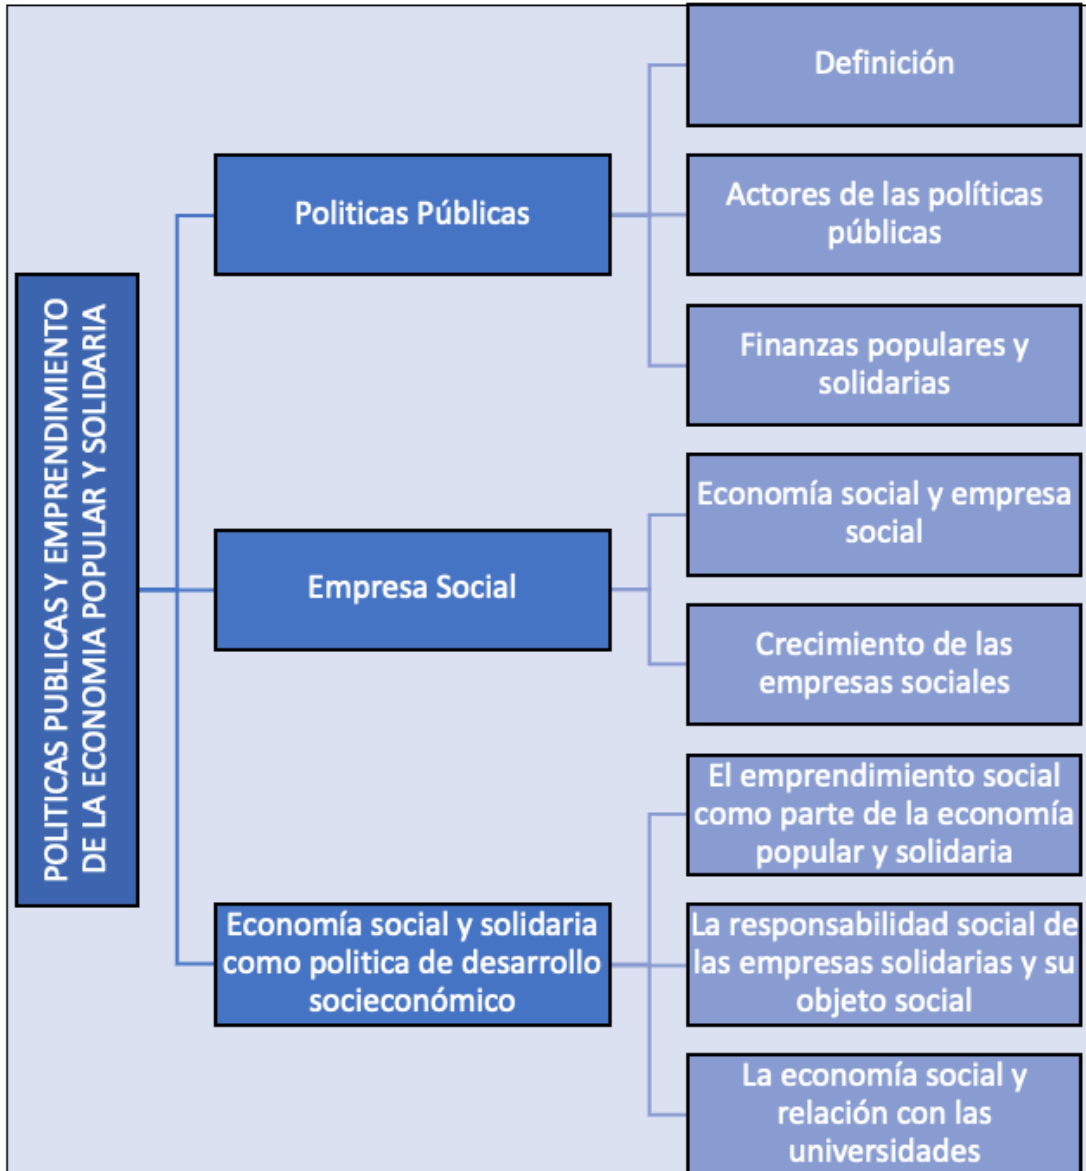 POLITICAS PUBLICAS Y EMPRENDIMIENTO
DE LA ECONOMIA POPULAR Y SOLIDARIA
Politicas Públicas
Definición
Actores de las políticas
públicas
Finanzas populares y
solidarias
Empresa Social
Economía social y empresa
social
Crecimiento de las
empresas sociales
Economía social y solidaria
como politica de desarrollo
socieconómico
El emprendimiento social
como parte de la economía
popular y solidaria
La responsabilidad social de
las empresas solidarias y su
objeto social
La economía social y
relación con las
universidades